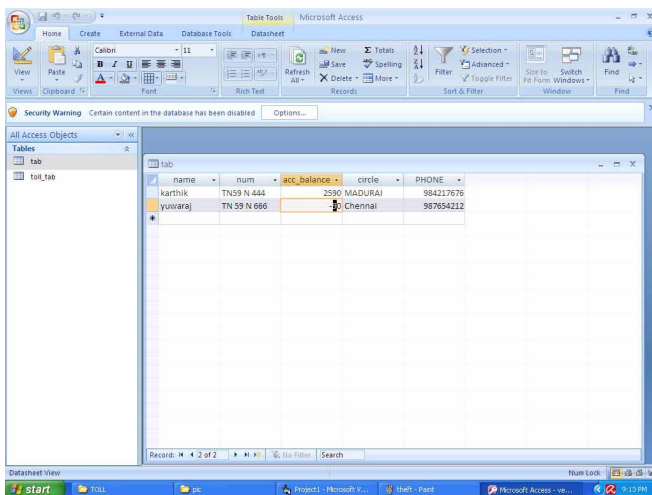 Table Tools Microsoft Access
Home Create External Data Database Tools Datasheet
Calibri 11
New Totals Selection
B I U Save Spelling Advanced
View Paste Refresh All Delete More Filter Toggle Filter Size to Fit Form Switch Windows Find
Views Clipboard Font Rich Text Records Sort & Filter Window Find
Security Warning Certain content in the database has been disabled Options...
All Access Objects
Tables
tab
toll_tab
tab
name num acc_balance circle PHONE
karthik TN59 N 444 2590 MADURAI 984217676
yuwaraj TN 59 N 666 Chennai 987654212
Record: 2 of 2 No Filter Search
Datasheet View Num Lock
start TOLL pic Project1 - Microsoft V... theft - Paint Microsoft Access - ve... 9:13 PM